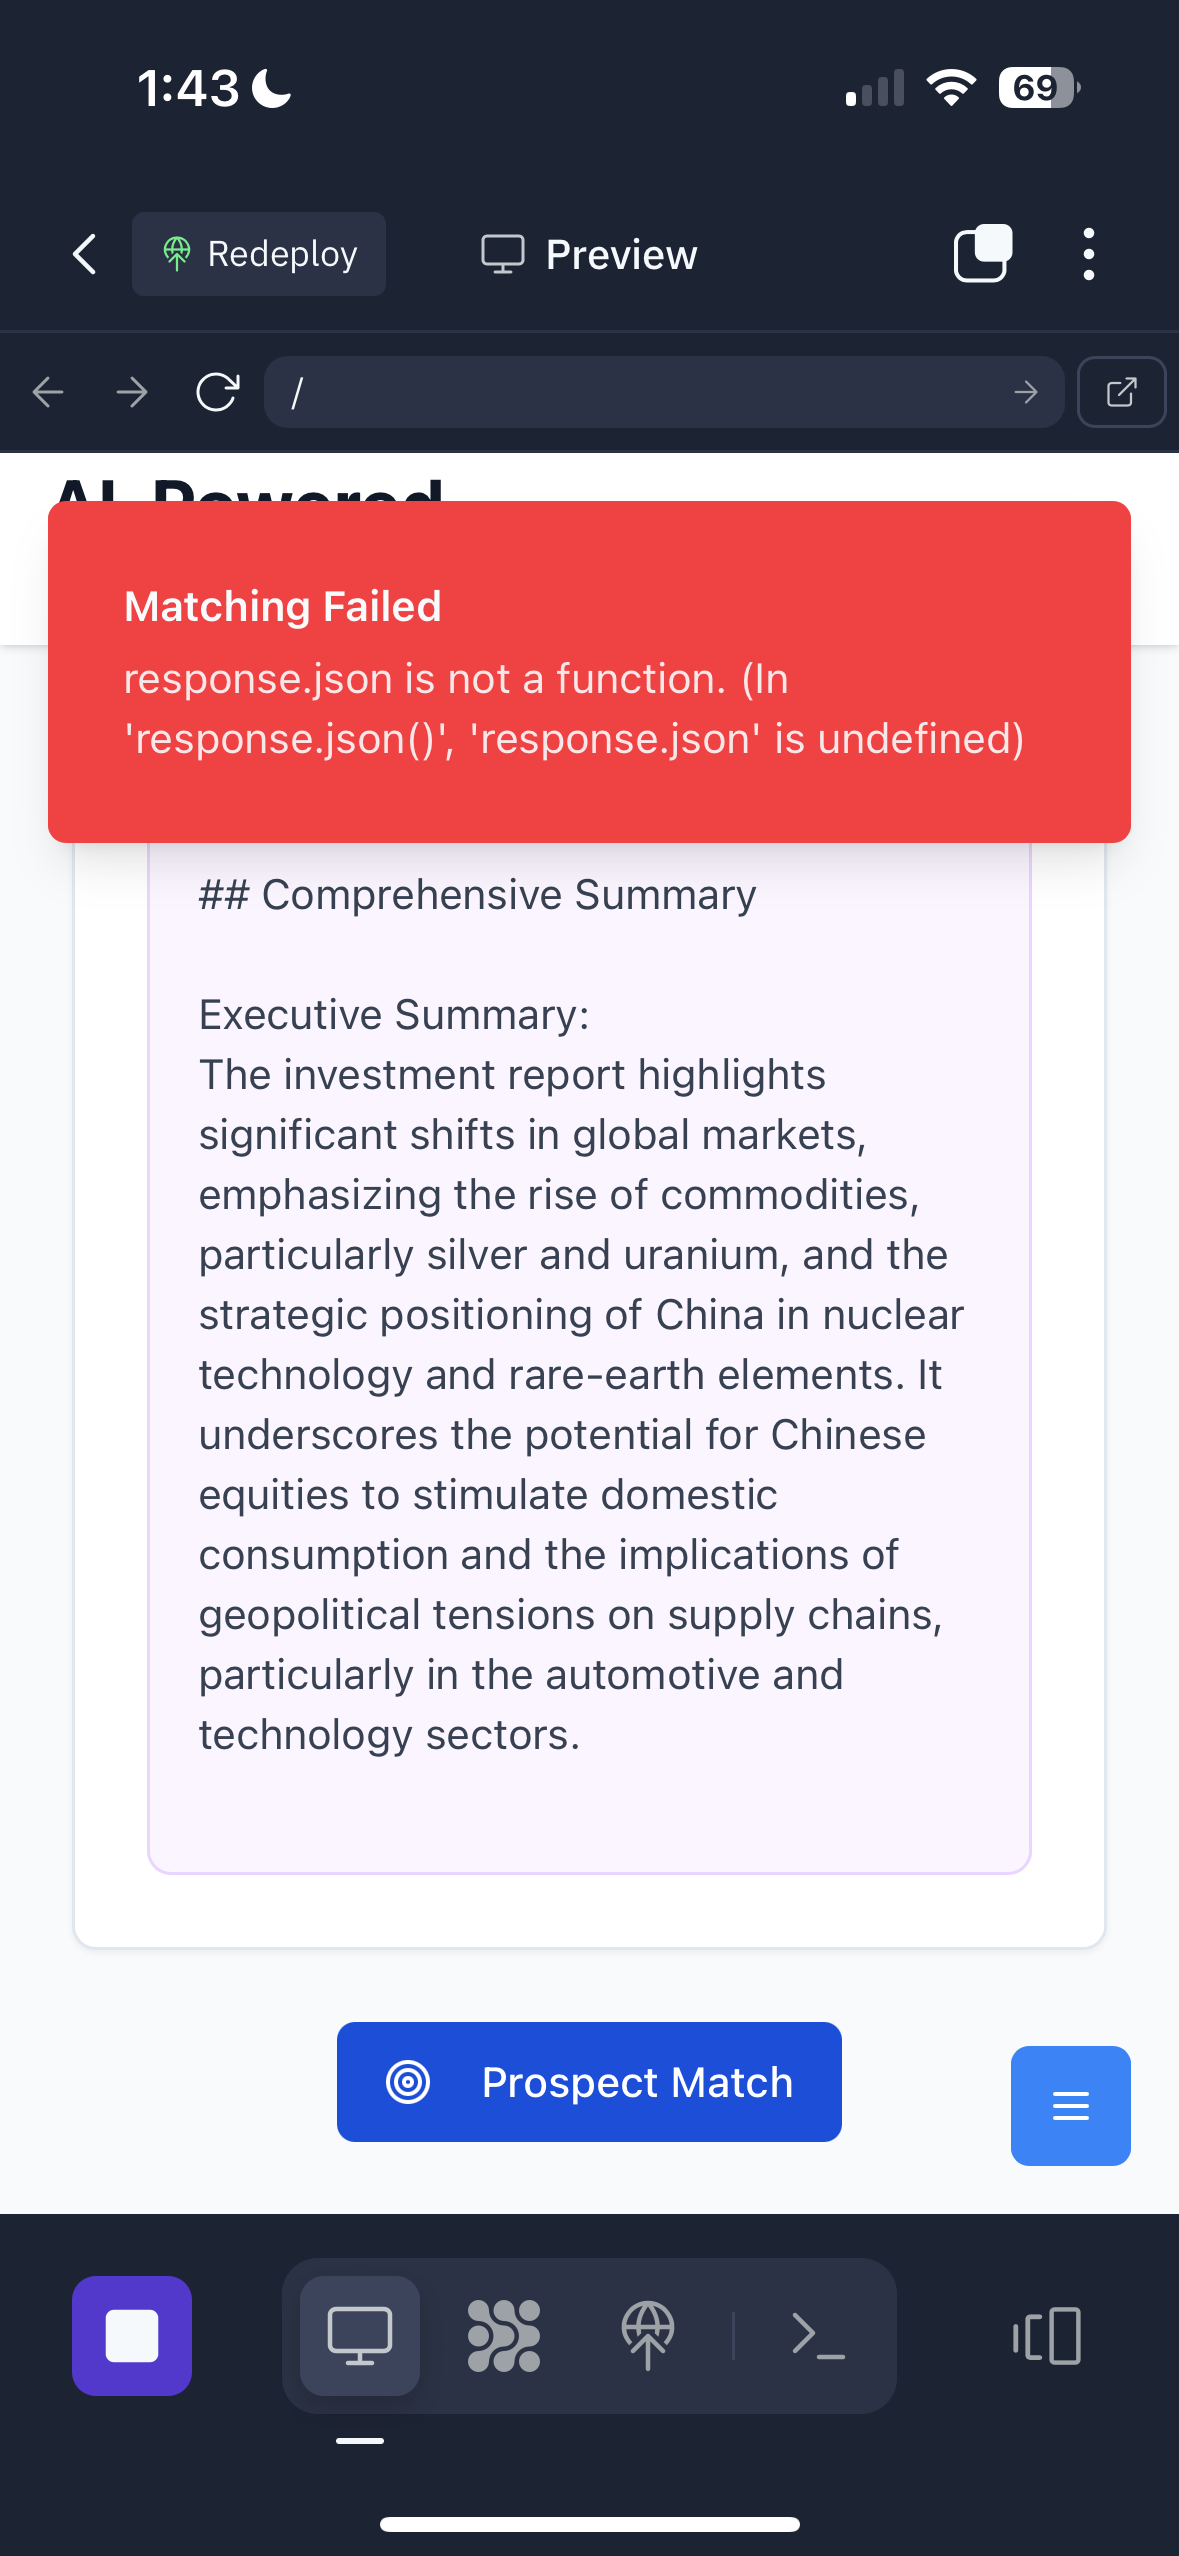 1:43
69
Redeploy
Preview
/
AI-Powered
Matching Failed
response.json is not a function. (In
'response.json()', 'response.json' is undefined)
## Comprehensive Summary
Executive Summary:
The investment report highlights
significant shifts in global markets,
emphasizing the rise of commodities,
particularly silver and uranium, and the
strategic positioning of China in nuclear
technology and rare-earth elements. It
underscores the potential for Chinese
equities to stimulate domestic
consumption and the implications of
geopolitical tensions on supply chains,
particularly in the automotive and
technology sectors.
Prospect Match